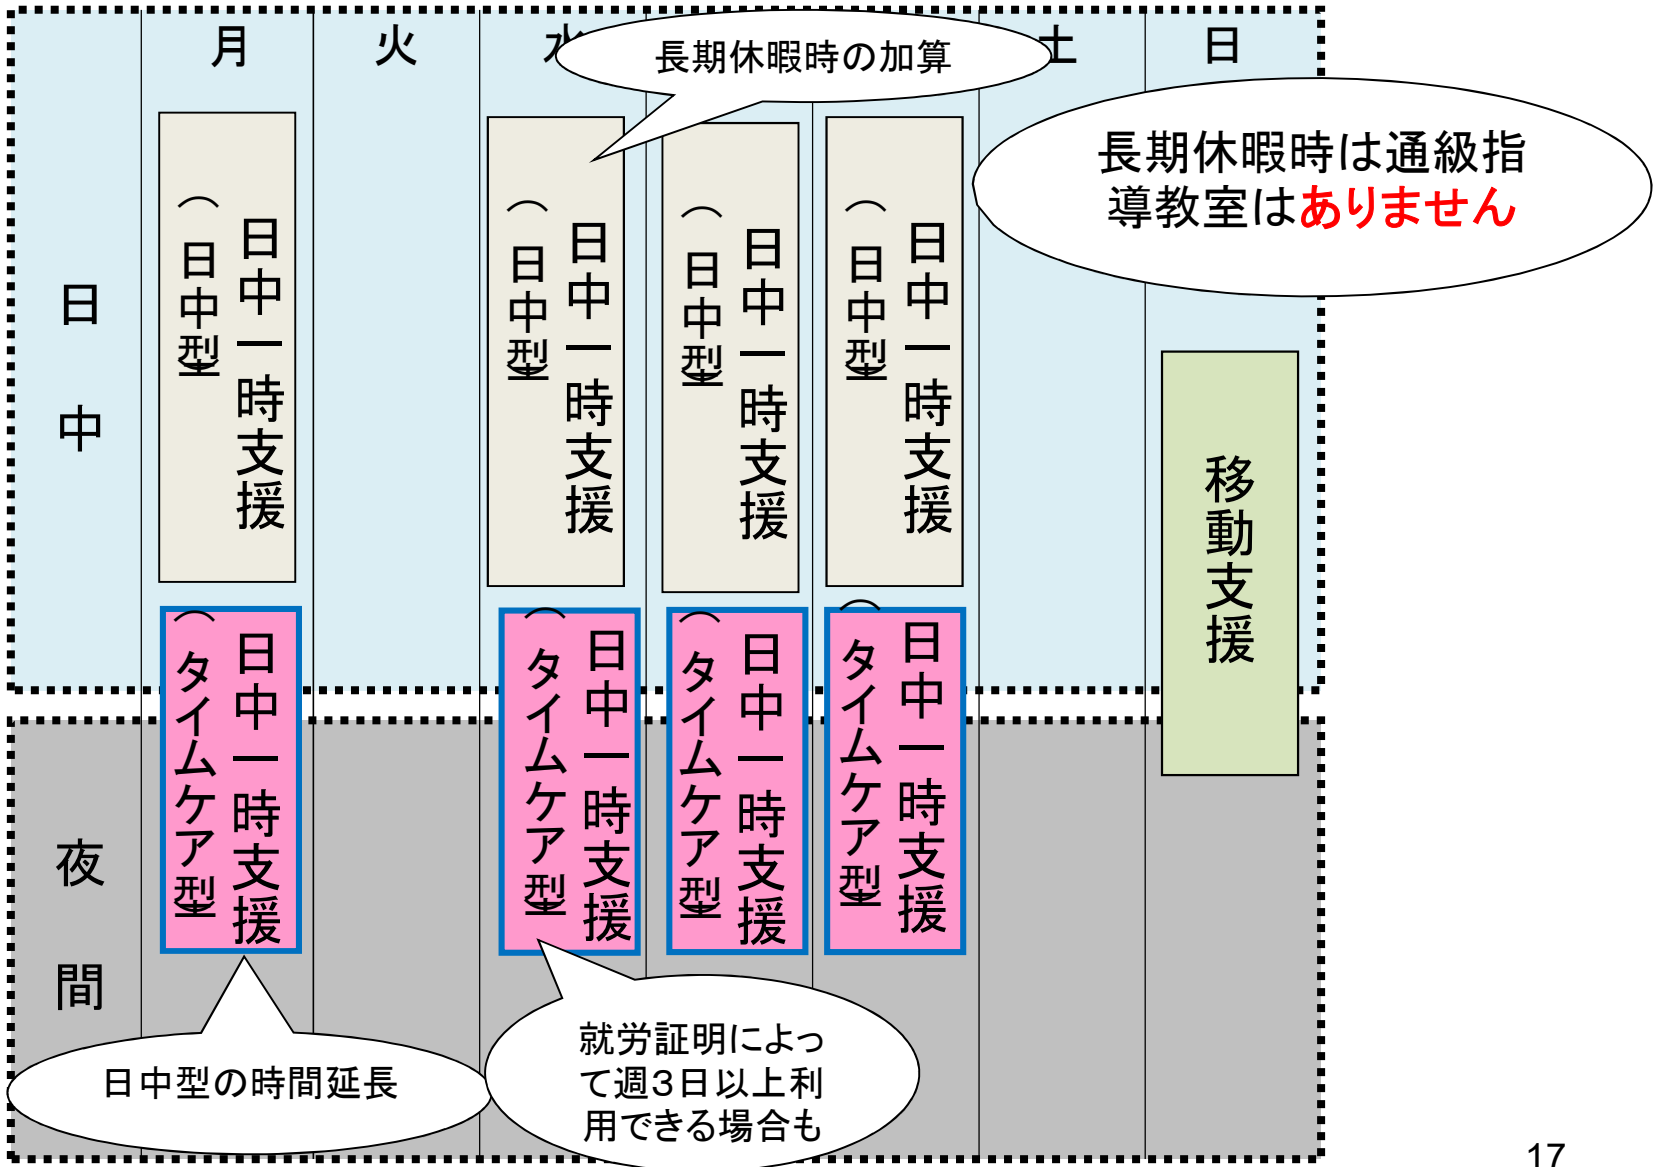 月
火
水
土
日
長期休暇時の加算
長期休暇時は通級指
導教室はありません
日中
日中一時支援
（日中型）
日中一時支援
（日中型）
日中一時支援
（日中型）
日中一時支援
（日中型）
移動支援
夜間
日中一時支援
（タイムケア型）
日中一時支援
（タイムケア型）
日中一時支援
（タイムケア型）
日中一時支援
（タイムケア型）
日中型の時間延長
就労証明によっ
て週３日以上利
用できる場合も
17